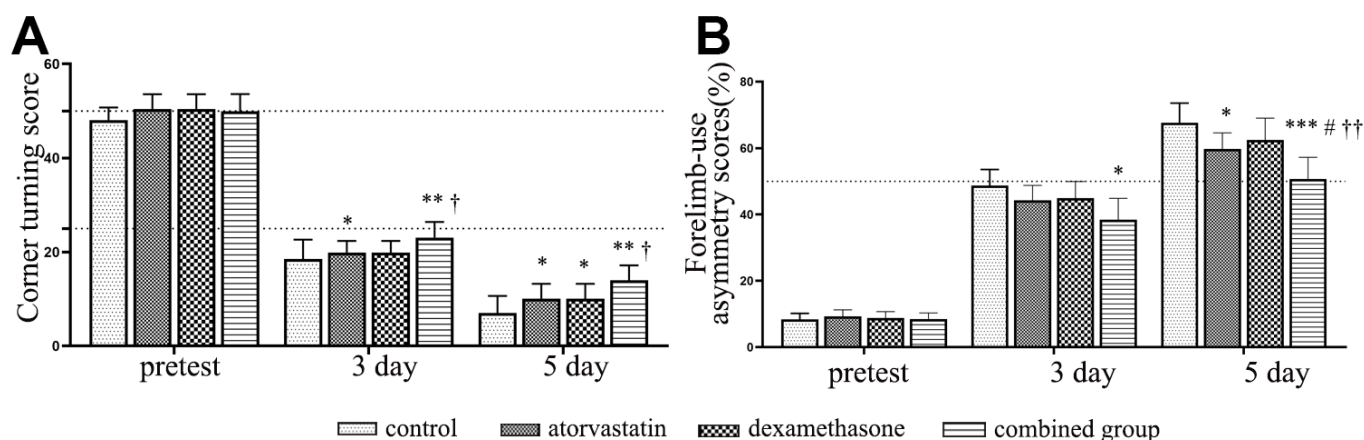 A
Corner turning score
60
40
20
0
*
** †
*
*
** †
pretest
3 day
5 day
B
Forelimb-use
asymmetry scores(%)
80
60
40
20
0
*
*
*** # ††
pretest
3 day
5 day
control
atorvastatin
dexamethasone
combined group